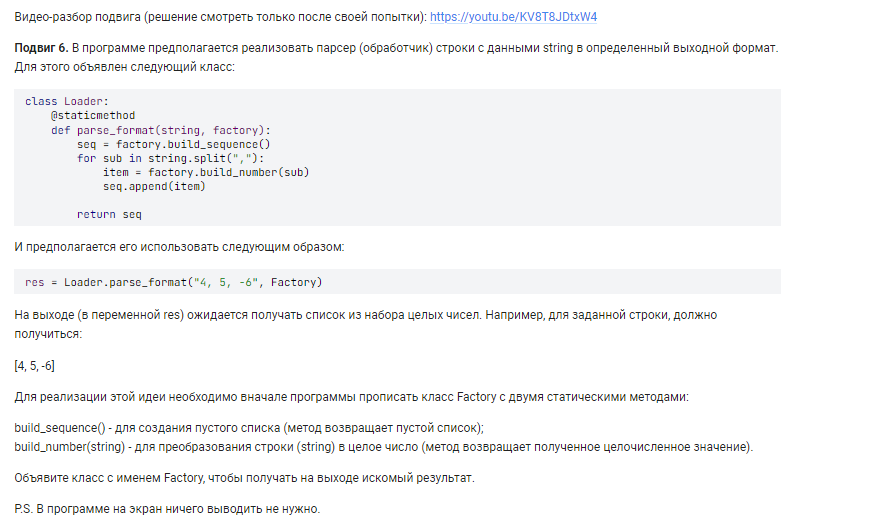 Видео-разбор подвига (решение смотреть только после своей попытки): https://youtu.be/KV8T8JDtxW4
Подвиг 6. В программе предполагается реализовать парсер (обработчик) строки с данными string в определенный выходной формат.
Для этого объявлен следующий класс:
class Loader:
    @staticmethod
    def parse_format(string, factory):
        seq = factory.build_sequence()
        for sub in string.split(","):
            item = factory.build_number(sub)
            seq.append(item)
        return seq
И предполагается его использовать следующим образом:
res = Loader.parse_format("4, 5, -6", Factory)
На выходе (в переменной res) ожидается получать список из набора целых чисел. Например, для заданной строки, должно
получиться:
[4, 5, -6]
Для реализации этой идеи необходимо вначале программы прописать класс Factory с двумя статическими методами:
build_sequence() - для создания пустого списка (метод возвращает пустой список);
build_number(string) - для преобразования строки (string) в целое число (метод возвращает полученное целочисленное значение).
Объявите класс с именем Factory, чтобы получать на выходе искомый результат.
P.S. В программе на экран ничего выводить не нужно.